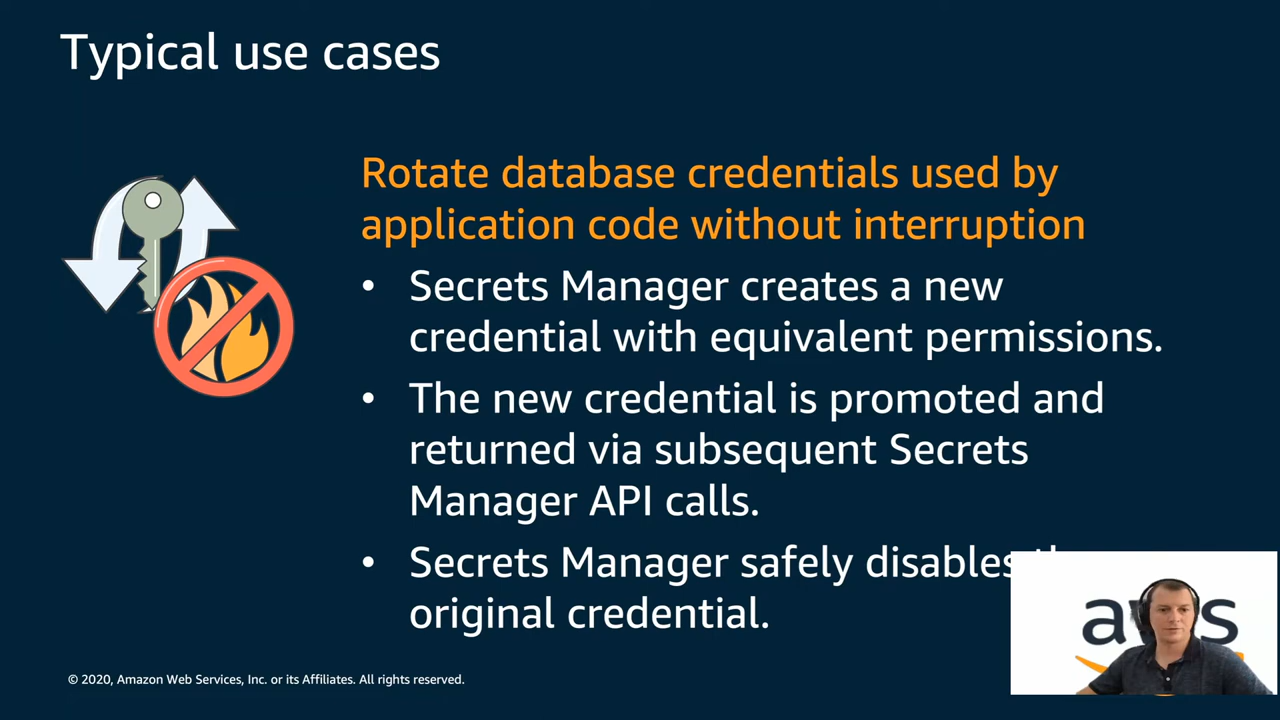 Typical use cases
Rotate database credentials used by
application code without interruption
• Secrets Manager creates a new
credential with equivalent permissions.
• The new credential is promoted and
returned via subsequent Secrets
Manager API calls.
• Secrets Manager safely disables
original credential.
aws
© 2020, Amazon Web Services, Inc. or its Affiliates. All rights reserved.